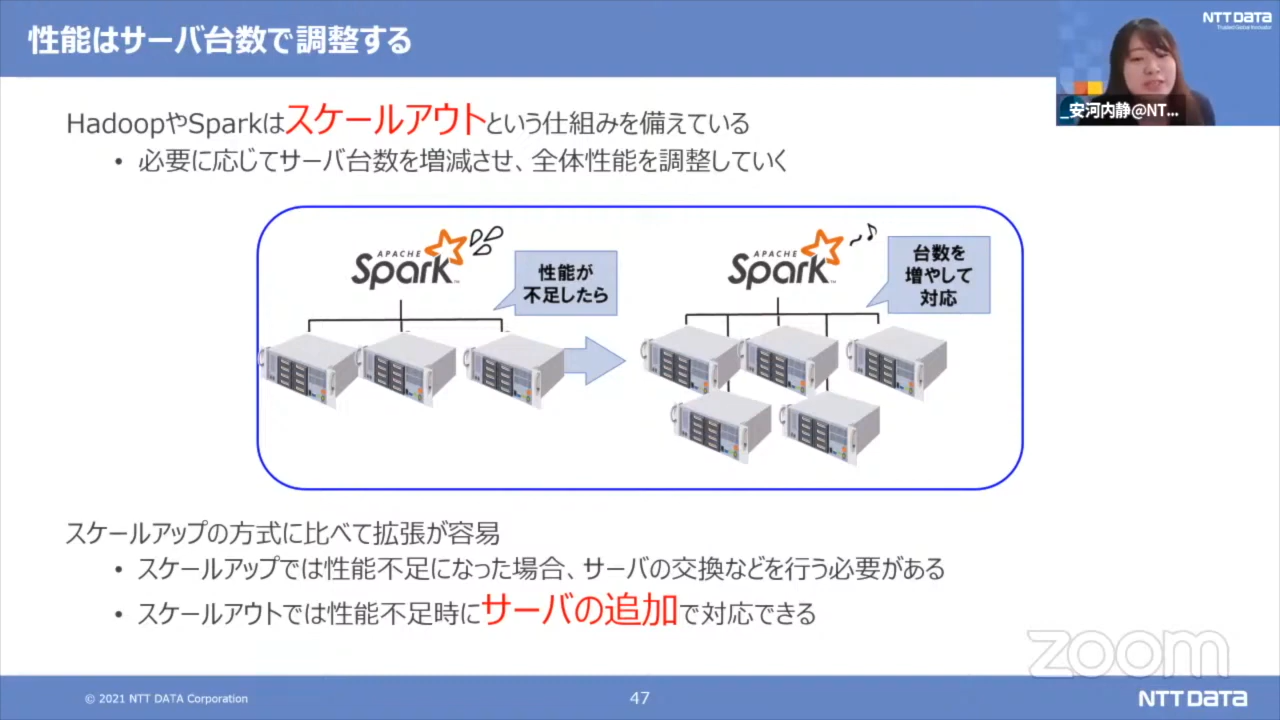 性能はサーバ台数で調整する
NTT DATA
Trusted Global Innovator
_安河内静@NT...
HadoopやSparkはスケールアウトという仕組みを備えている
• 必要に応じてサーバ台数を増減させ、全体性能を調整していく
APACHE
Spark™
性能が
不足したら
APACHE
Spark™
台数を
増やして
対応
スケールアップの方式に比べて拡張が容易
• スケールアップでは性能不足になった場合、サーバの交換などを行う必要がある
• スケールアウトでは性能不足時にサーバの追加で対応できる
zoom
© 2021 NTT DATA Corporation
47
NTT DATA